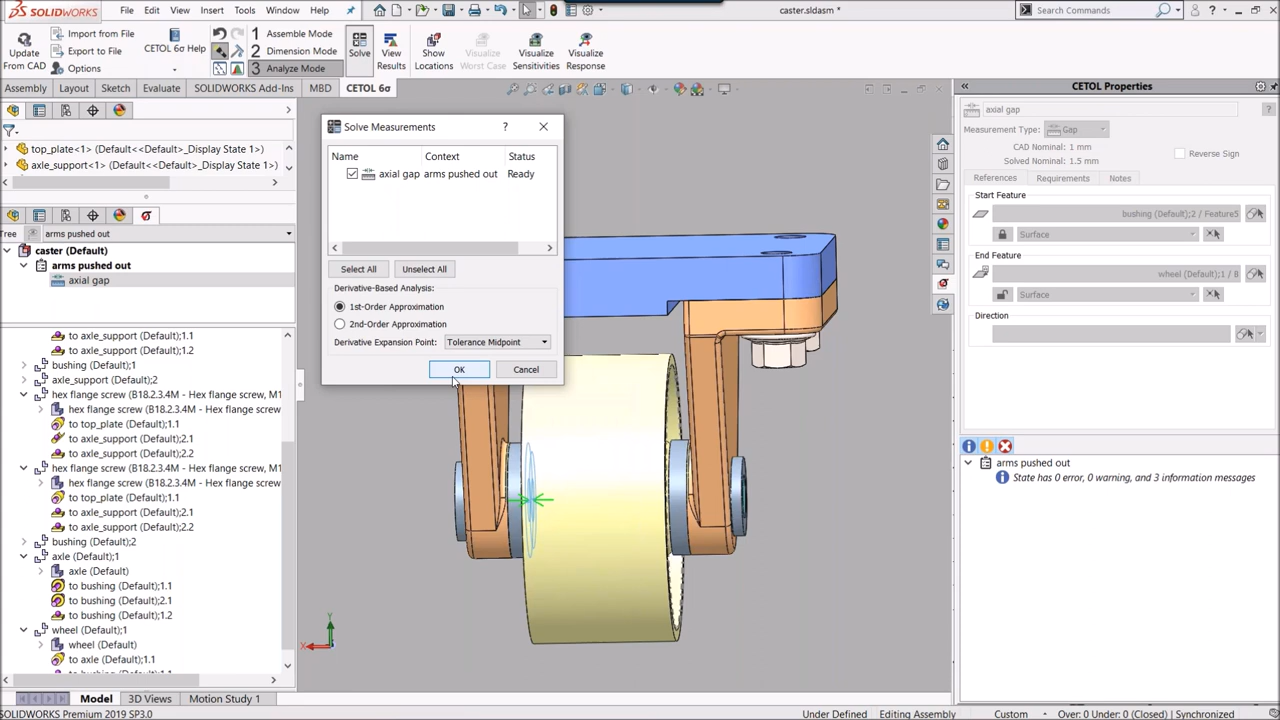 SOLIDWORKS File Edit View Insert Tools Window Help caster.sldasm * Search Commands
Update From CAD
Import from File
Export to File
Options
CETOL 6σ Help
1 Assemble Mode
2 Dimension Mode
3 Analyze Mode
Solve
View Results
Show Locations
Visualize Worst Case
Visualize Sensitivities
Visualize Response
Assembly Layout Sketch Evaluate SOLIDWORKS Add-Ins MBD CETOL 6σ
top_plate<1> (Default<<Default>_Display State 1>)
axle_support<1> (Default<<Default>_Display State 1>)
Tree arms pushed out
caster (Default)
arms pushed out
axial gap
to axle_support (Default);1.1
to axle_support (Default);1.2
bushing (Default);1
axle_support (Default);2
hex flange screw (B18.2.3.4M - Hex flange screw, M1
hex flange screw (B18.2.3.4M - Hex flange
to top_plate (Default);1.1
to axle_support (Default);2.1
to axle_support (Default);2.2
hex flange screw (B18.2.3.4M - Hex flange screw, M1
hex flange screw (B18.2.3.4M - Hex flange
to top_plate (Default);1.1
to axle_support (Default);2.1
to axle_support (Default);2.2
bushing (Default);2
axle (Default);1
axle (Default)
to bushing (Default);1.1
to bushing (Default);2.1
to bushing (Default);1.2
wheel (Default);1
wheel (Default)
to axle (Default);1.1
Solve Measurements ?
Name Context Status
axial gap arms pushed out Ready
Select All Unselect All
Derivative-Based Analysis:
1st-Order Approximation
2nd-Order Approximation
Derivative Expansion Point: Tolerance Midpoint
OK Cancel
Y
X
CETOL Properties
axial gap ?
Measurement Type: Gap
CAD Nominal: 1 mm
Solved Nominal: 1.5 mm
Reverse Sign
References Requirements Notes
Start Feature
bushing (Default);2 / Feature5
Surface
End Feature
wheel (Default);1 / 8
Surface
Direction
arms pushed out
State has 0 error, 0 warning, and 3 information messages
Model 3D Views Motion Study 1
SOLIDWORKS Premium 2019 SP3.0 Under Defined Editing Assembly Custom Over: 0 Under: 0 (Closed) | Synchronized